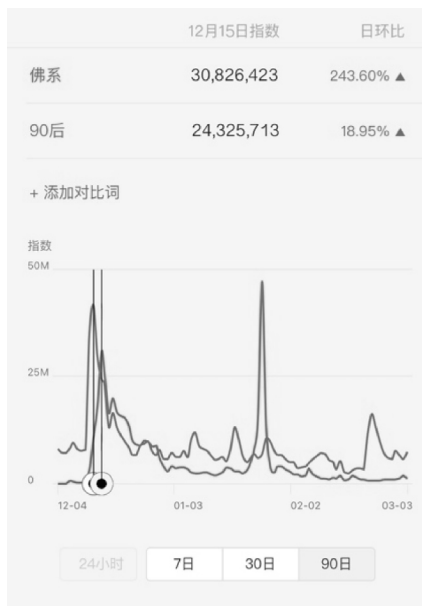 12月15日指数 日环比
佛系 30,826,423 243.60% ▲
90后 24,325,713 18.95% ▲
+ 添加对比词
指数
50M
25M
0
12-04 01-03 02-02 03-03
24小时 7日 30日 90日